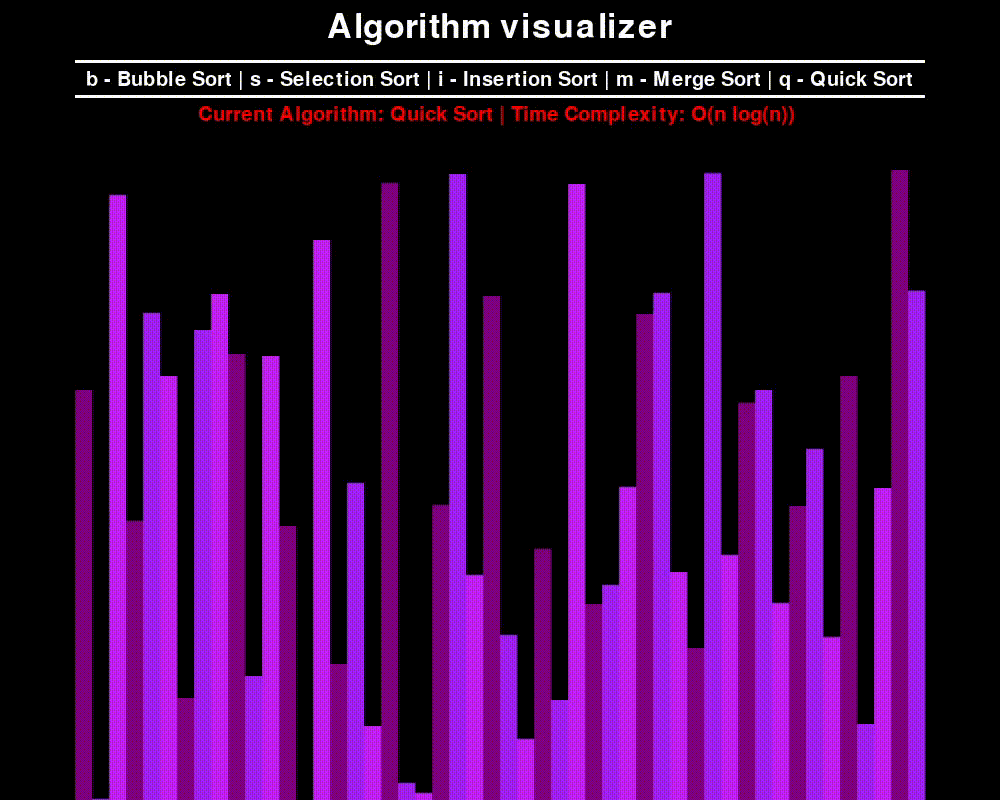 Algorithm visualizer
b - Bubble Sort | s - Selection Sort | i - Insertion Sort | m - Merge Sort | q - Quick Sort
Current Algorithm: Quick Sort | Time Complexity: O(n log(n))